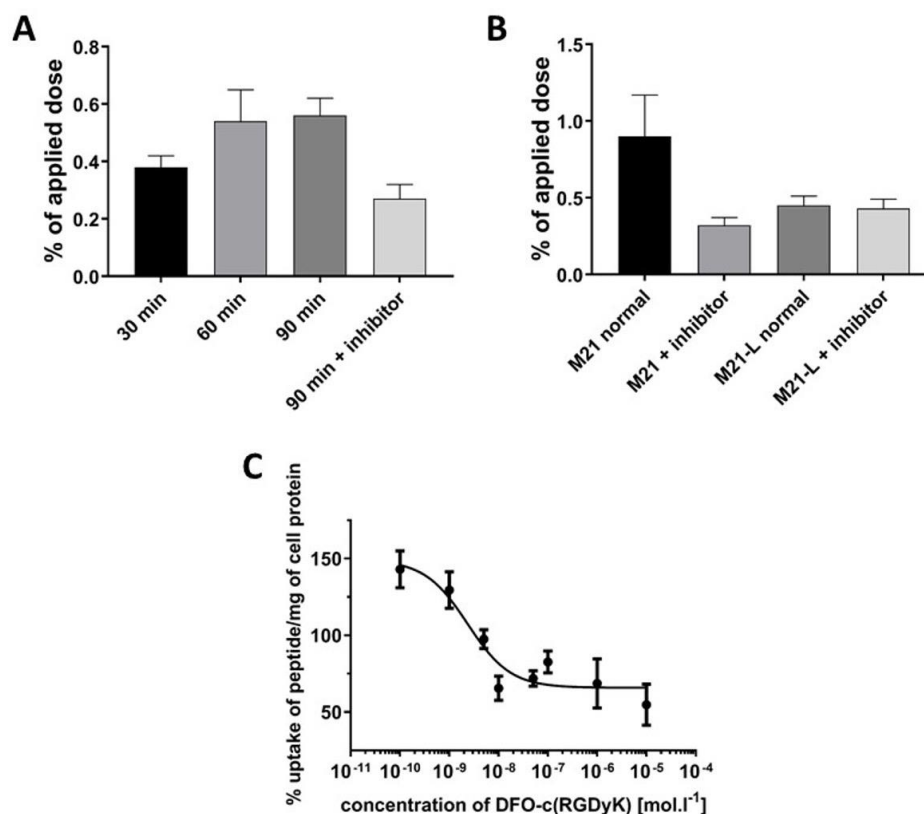 A
% of applied dose
0.8
0.6
0.4
0.2
0.0
30 min
60 min
90 min
90 min + inhibitor
B
% of applied dose
1.5
1.0
0.5
0.0
M21 normal
M21 + inhibitor
M21-L normal
M21-L + inhibitor
C
% uptake of peptide/mg of cell protein
150
100
50
10⁻¹¹ 10⁻¹⁰ 10⁻⁹ 10⁻⁸ 10⁻⁷ 10⁻⁶ 10⁻⁵ 10⁻⁴
concentration of DFO-c(RGDyK) [mol.l⁻¹]